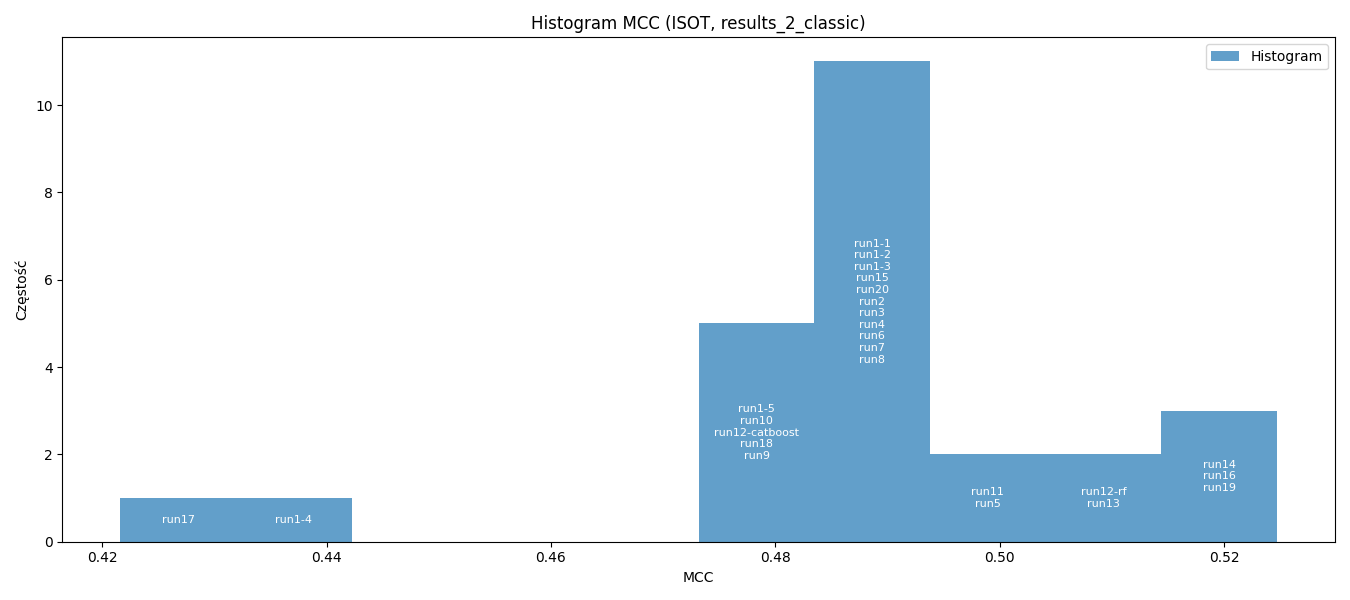 Histogram MCC (ISOT, results_2_classic)
Histogram
Częstość
10
8
6
4
2
0
run17
run1-4
run1-5
run10
run12-catboost
run18
run9
run1-1
run1-2
run1-3
run15
run20
run2
run3
run4
run6
run7
run8
run11
run5
run12-rf
run13
run14
run16
run19
0.42 0.44 0.46 0.48 0.50 0.52
MCC